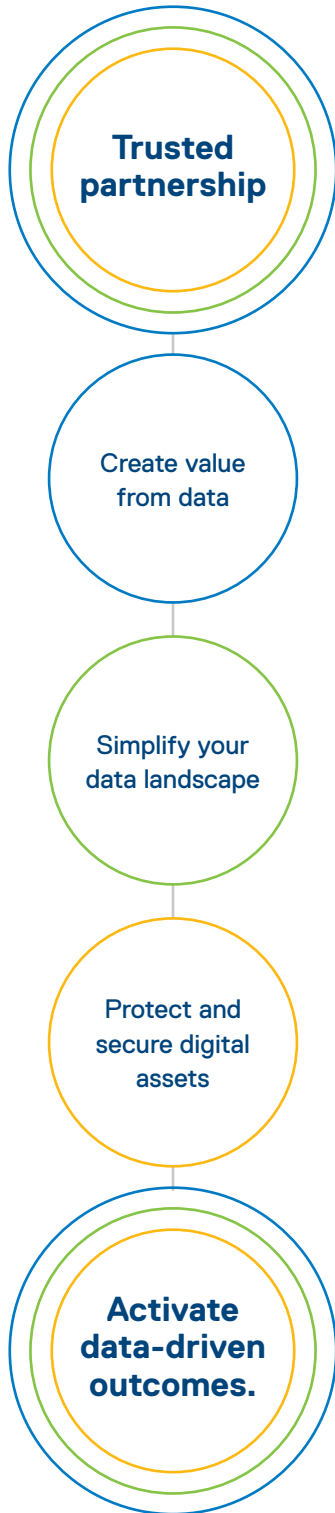 Trusted
partnership
Create value
from data
Simplify your
data landscape
Protect and
secure digital
assets
Activate
data-driven
outcomes.